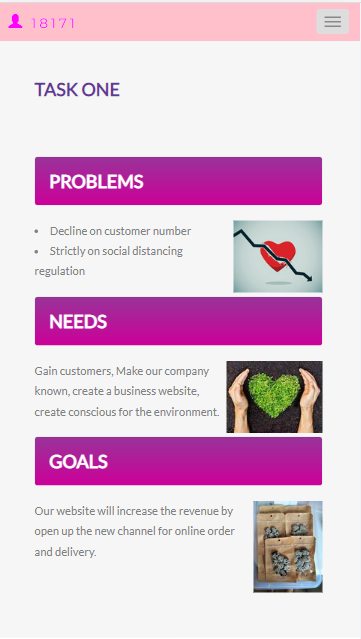 18171
TASK ONE
PROBLEMS
• Decline on customer number
• Strictly on social distancing
regulation
NEEDS
Gain customers, Make our company
known, create a business website,
create conscious for the environment.
GOALS
Our website will increase the revenue by
open up the new channel for online order
and delivery.